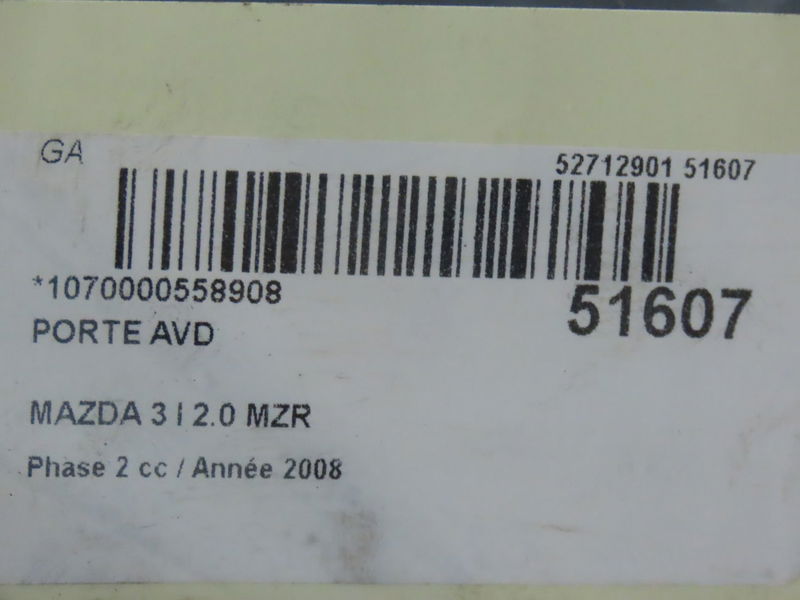 GA
52712901 51607
*1070000558908
51607
PORTE AVD
MAZDA 3 I 2.0 MZR
Phase 2 cc / Année 2008